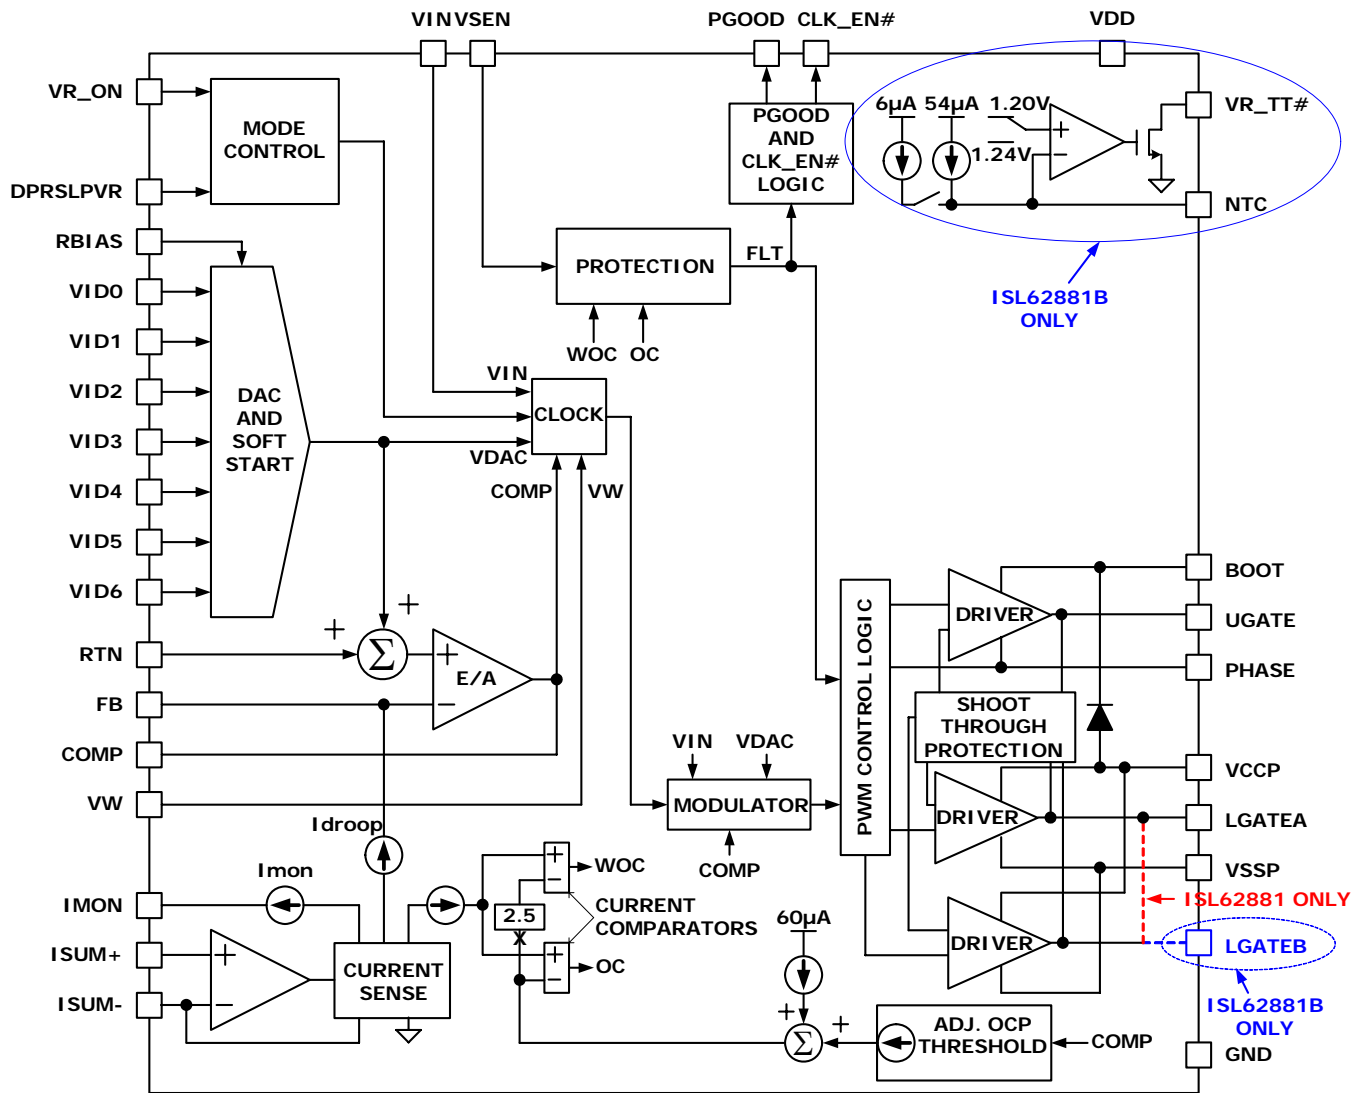 VIN VSEN
PGOOD CLK_EN#
VDD
VR_ON
DPRSLPVR
RBIAS
VID0
VID1
VID2
VID3
VID4
VID5
VID6
RTN
FB
COMP
VW
IMON
ISUM+
ISUM-
MODE
CONTROL
DAC
AND
SOFT
START
PGOOD
AND
CLK_EN#
LOGIC
6µA 54µA 1.20V
1.24V
+
−
VR_TT#
NTC
ISL62881B
ONLY
PROTECTION
FLT
WOC OC
VIN
CLOCK
VDAC
COMP
VW
+
+
Σ
+
−
E/A
VIN VDAC
MODULATOR
COMP
PWM CONTROL LOGIC
DRIVER
SHOOT
THROUGH
PROTECTION
DRIVER
DRIVER
BOOT
UGATE
PHASE
VCCP
LGATEA
VSSP
ISL62881 ONLY
LGATEB
ISL62881B
ONLY
GND
Idroop
Imon
+
−
CURRENT
SENSE
+
−
WOC
2.5
X
CURRENT
COMPARATORS
+
−
OC
60µA
+
+
Σ
ADJ. OCP
THRESHOLD
COMP